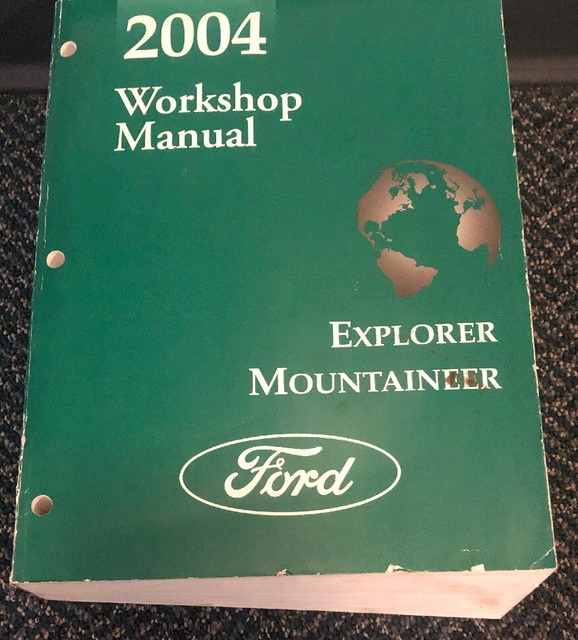 2004
Workshop
Manual
EXPLORER
MOUNTAINEER
Ford